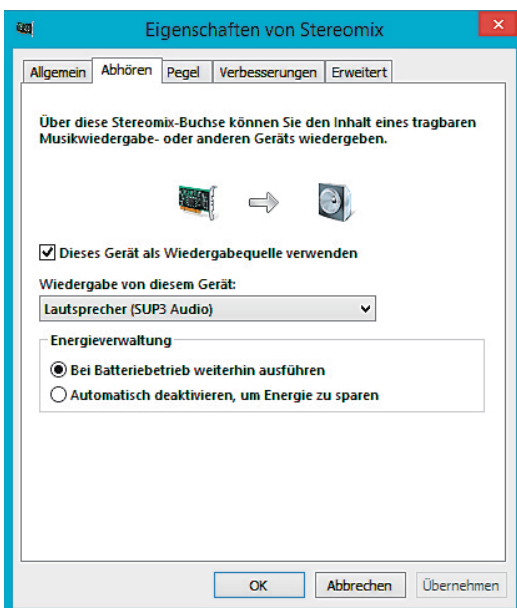 Eigenschaften von Stereomix
Allgemein Abhören Pegel Verbesserungen Erweitert
Über diese Stereomix-Buchse können Sie den Inhalt eines tragbaren
Musikwiedergabe- oder anderen Geräts wiedergeben.
Dieses Gerät als Wiedergabequelle verwenden
Wiedergabe von diesem Gerät:
Lautsprecher (SUP3 Audio)
Energieverwaltung
Bei Batteriebetrieb weiterhin ausführen
Automatisch deaktivieren, um Energie zu sparen
OK Abbrechen Übernehmen